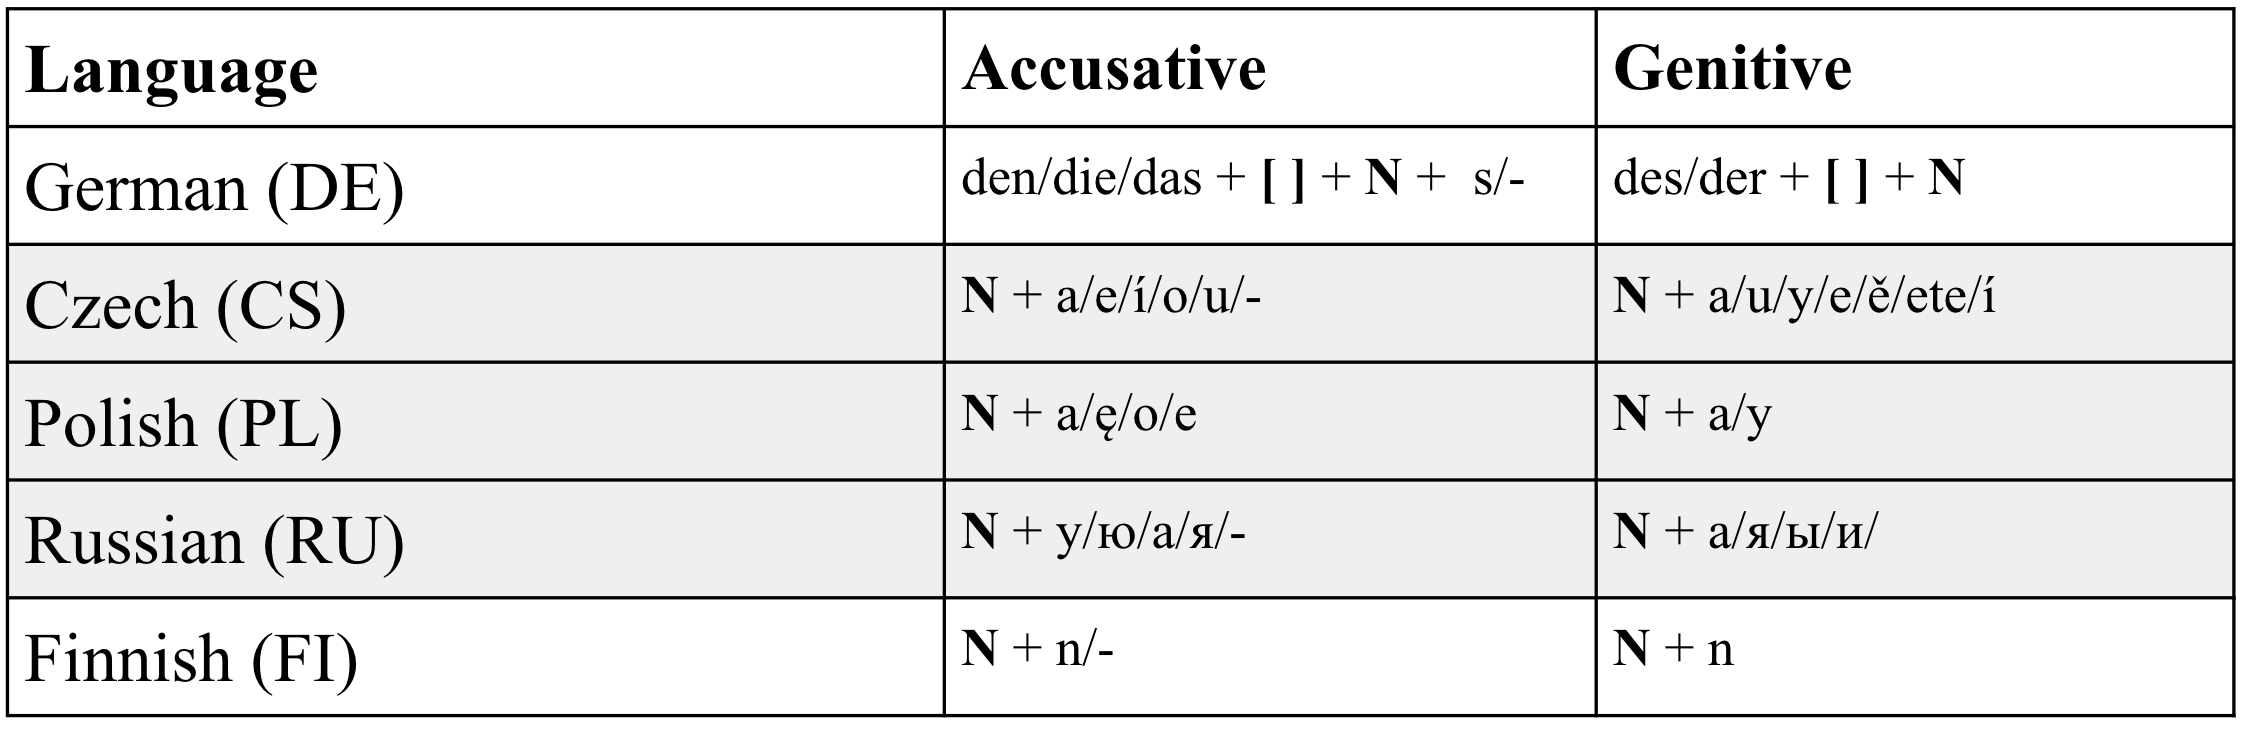 Language Accusative Genitive
German (DE) den/die/das + [ ] + N +  s/- des/der + [ ] + N
Czech (CS) N + a/e/í/o/u/- N + a/u/y/e/ě/ete/í
Polish (PL) N + a/ę/o/e N + a/y
Russian (RU) N + у/ю/а/я/- N + а/я/ы/и/
Finnish (FI) N + n/- N + n